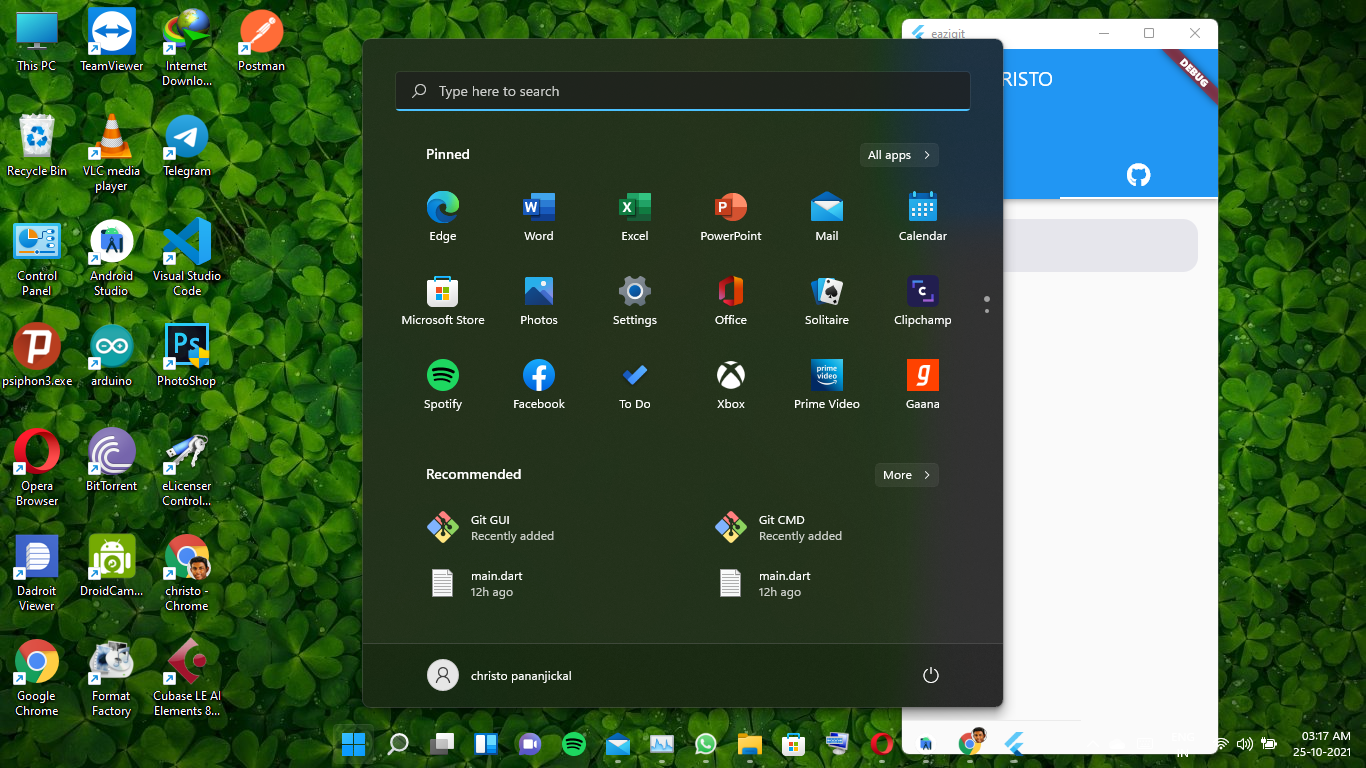 This PC
TeamViewer
Internet
Downlo...
Postman
Recycle Bin
VLC media
player
Telegram
Control
Panel
Android
Studio
Visual Studio
Code
psiphon3.exe
arduino
PhotoShop
Opera
Browser
BitTorrent
eLicenser
Control...
Dadroit
Viewer
DroidCam...
christo -
Chrome
Google
Chrome
Format
Factory
Cubase LE AI
Elements 8...
eazigit
RISTO
DEBUG
Type here to search
Pinned
All apps
Edge
Word
Excel
PowerPoint
Mail
Calendar
Microsoft Store
Photos
Settings
Office
Solitaire
Clipchamp
Spotify
Facebook
To Do
Xbox
prime
video
Prime Video
Gaana
Recommended
More
Git GUI
Recently added
Git CMD
Recently added
main.dart
12h ago
main.dart
12h ago
christo pananjickal
IN
03:17 AM
25-10-2021